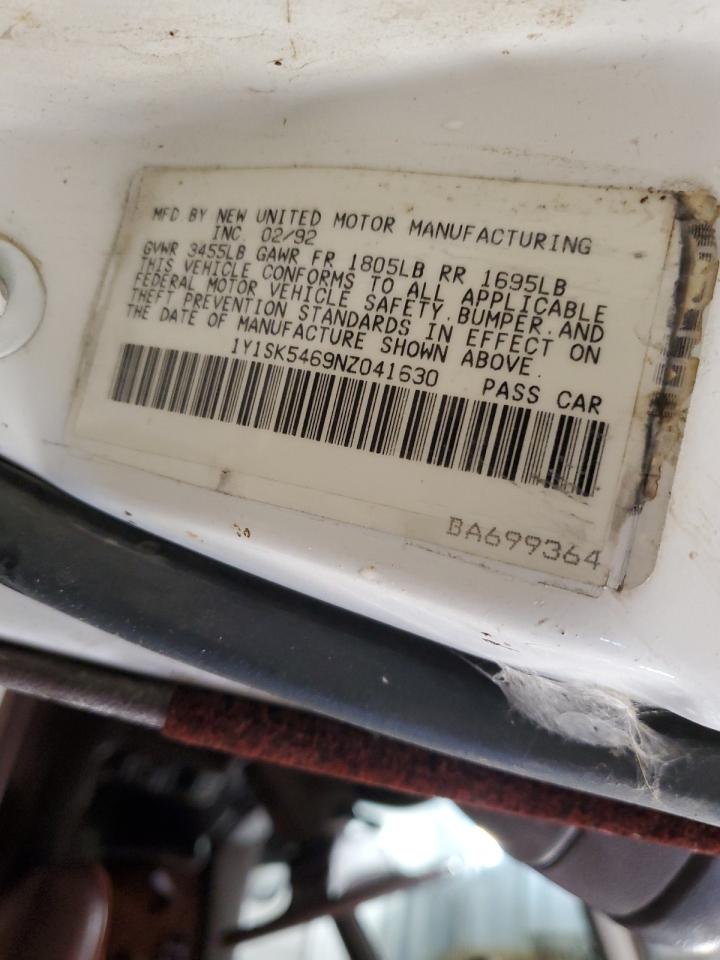 MFD BY NEW UNITED MOTOR MANUFACTURING
INC 02/92
GVWR 3455LB GAWR FR 1805LB RR 1695LB
THIS VEHICLE CONFORMS TO ALL APPLICABLE
FEDERAL MOTOR VEHICLE SAFETY, BUMPER, AND
THEFT PREVENTION STANDARDS IN EFFECT ON
THE DATE OF MANUFACTURE SHOWN ABOVE.
1Y1SK5469NZ041630 PASS CAR
BA699364